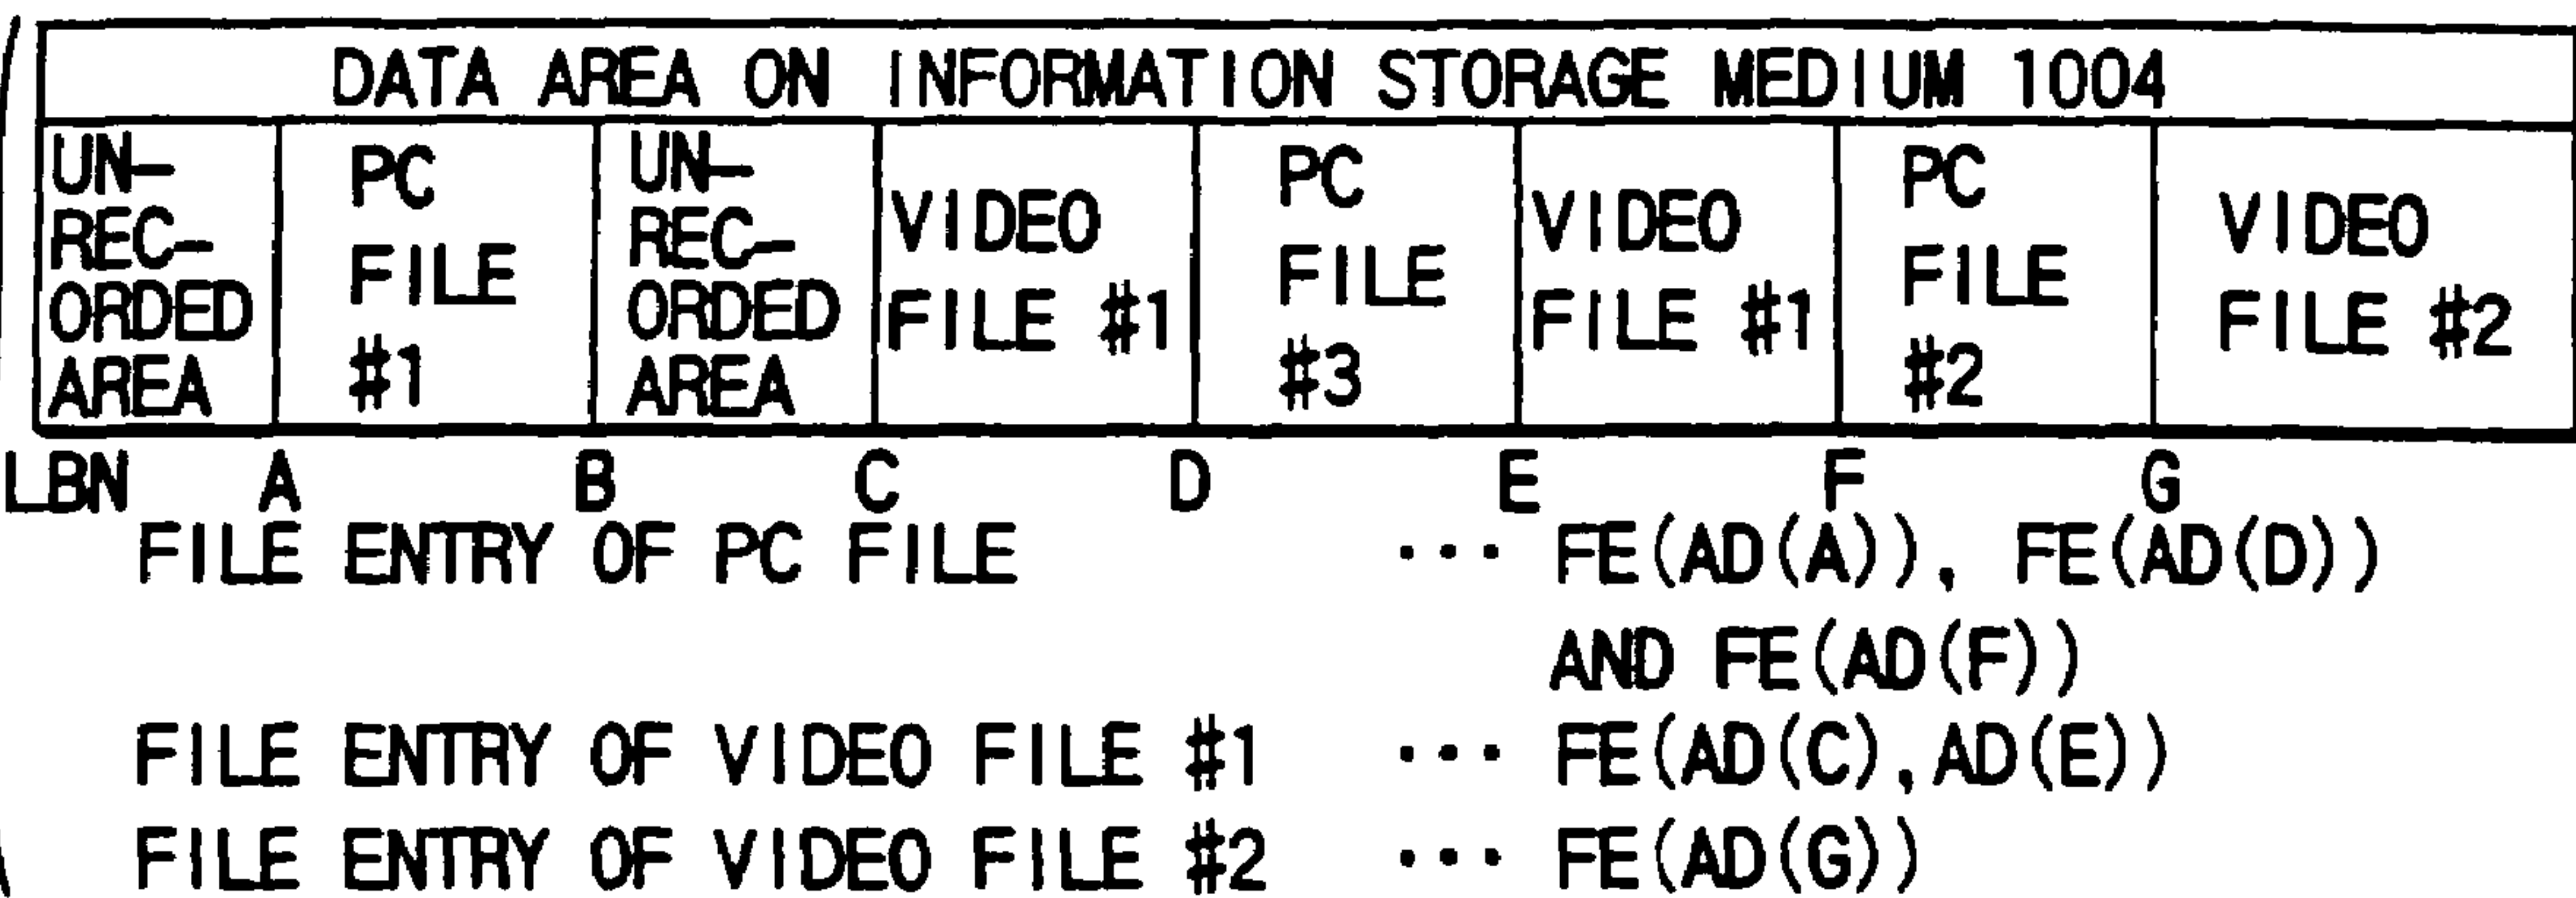 DATA AREA ON INFORMATION STORAGE MEDIUM 1004
UN-
REC-
ORDED
AREA
PC
FILE
#1
UN-
REC-
ORDED
AREA
VIDEO
FILE #1
PC
FILE
#3
VIDEO
FILE #1
PC
FILE
#2
VIDEO
FILE #2
LBN A B C D E F G
FILE ENTRY OF PC FILE ··· FE(AD(A)), FE(AD(D))
AND FE(AD(F))
FILE ENTRY OF VIDEO FILE #1 ··· FE(AD(C),AD(E))
FILE ENTRY OF VIDEO FILE #2 ··· FE(AD(G))